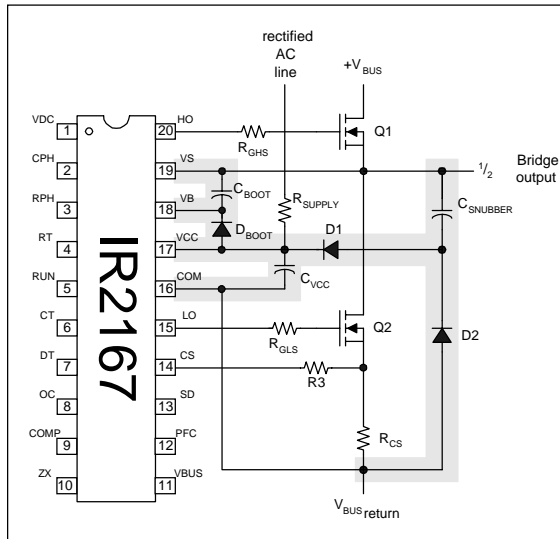 rectified
AC
line
+VBUS
VDC
1
20
HO
RGHS
Q1
CPH
2
19
VS
1/2
Bridge
output
CBOOT
RSUPPLY
CSNUBBER
RPH
3
18
VB
DBOOT
D1
RT
4
17
VCC
RUN
5
16
COM
CVCC
IR2167
CT
6
15
LO
RGLS
Q2
D2
DT
7
14
CS
R3
OC
8
13
SD
RCS
COMP
9
12
PFC
ZX
10
11
VBUS
VBUS return